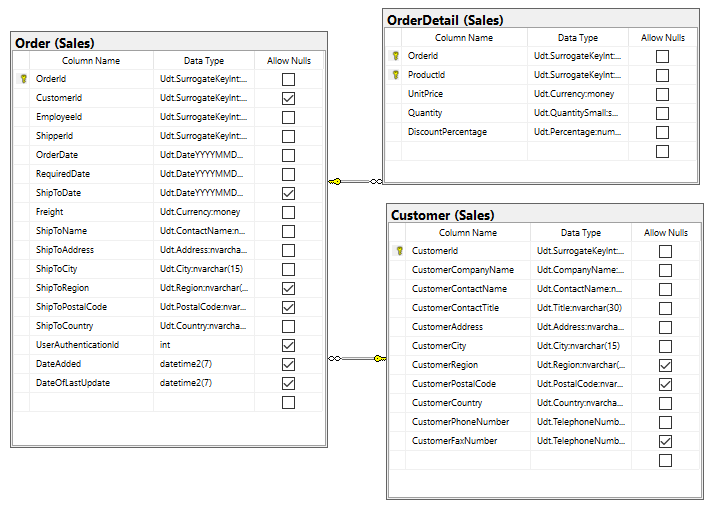 Order (Sales)
Column Name Data Type Allow Nulls
OrderId Udt.SurrogateKeyInt:...
CustomerId Udt.SurrogateKeyInt:...
EmployeeId Udt.SurrogateKeyInt:...
ShipperId Udt.SurrogateKeyInt:...
OrderDate Udt.DateYYYYMMD...
RequiredDate Udt.DateYYYYMMD...
ShipToDate Udt.DateYYYYMMD...
Freight Udt.Currency:money
ShipToName Udt.ContactName:n...
ShipToAddress Udt.Address:nvarcha...
ShipToCity Udt.City:nvarchar(15)
ShipToRegion Udt.Region:nvarchar(...
ShipToPostalCode Udt.PostalCode:nvar...
ShipToCountry Udt.Country:nvarcha...
UserAuthenticationId int
DateAdded datetime2(7)
DateOfLastUpdate datetime2(7)
OrderDetail (Sales)
Column Name Data Type Allow Nulls
OrderId Udt.SurrogateKeyInt:...
ProductId Udt.SurrogateKeyInt:...
UnitPrice Udt.Currency:money
Quantity Udt.QuantitySmall:s...
DiscountPercentage Udt.Percentage:num...
Customer (Sales)
Column Name Data Type Allow Nulls
CustomerId Udt.SurrogateKeyInt:...
CustomerCompanyName Udt.CompanyName:...
CustomerContactName Udt.ContactName:n...
CustomerContactTitle Udt.Title:nvarchar(30)
CustomerAddress Udt.Address:nvarcha...
CustomerCity Udt.City:nvarchar(15)
CustomerRegion Udt.Region:nvarchar(...
CustomerPostalCode Udt.PostalCode:nvar...
CustomerCountry Udt.Country:nvarcha...
CustomerPhoneNumber Udt.TelephoneNumb...
CustomerFaxNumber Udt.TelephoneNumb...